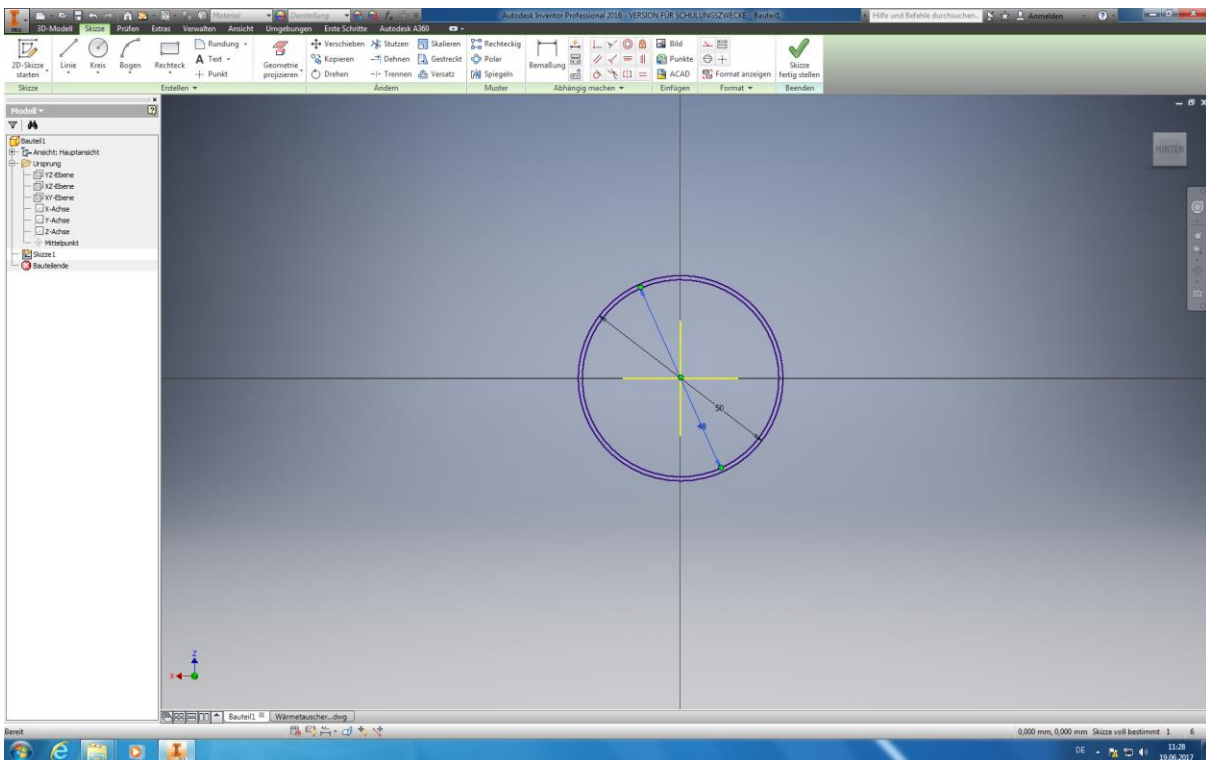 PRO
Material
Darstellung
Autodesk Inventor Professional 2016 - VERSION FÜR SCHULUNGSZWECKE Bauteil1
Hilfe und Befehle durchsuchen...
Anmelden
3D-Modell Skizze Prüfen Extras Verwalten Ansicht Umgebungen Erste Schritte Autodesk A360
2D-Skizze starten
Linie
Kreis
Bogen
Rechteck
Rundung
Text
Punkt
Geometrie projizieren
Verschieben Stutzen Skalieren
Kopieren Dehnen Gestreckt
Drehen Trennen Versatz
Rechteckig
Polar
Spiegeln
Bemaßung
Bild
Punkte
ACAD
Format anzeigen
Skizze fertig stellen
Skizze Erstellen Ändern Muster Abhängig machen Einfügen Format Beenden
Modell
Bauteil1
Ansicht: Hauptansicht
Ursprung
YZ-Ebene
XZ-Ebene
XY-Ebene
X-Achse
Y-Achse
Z-Achse
Mittelpunkt
Skizze1
Bauteilende
HINTEN
50
48
Z
X
Bauteil1 Wärmetauscher...dwg
Bereit
0,000 mm, 0,000 mm Skizze voll bestimmt 1 6
DE
11:28
19.06.2017